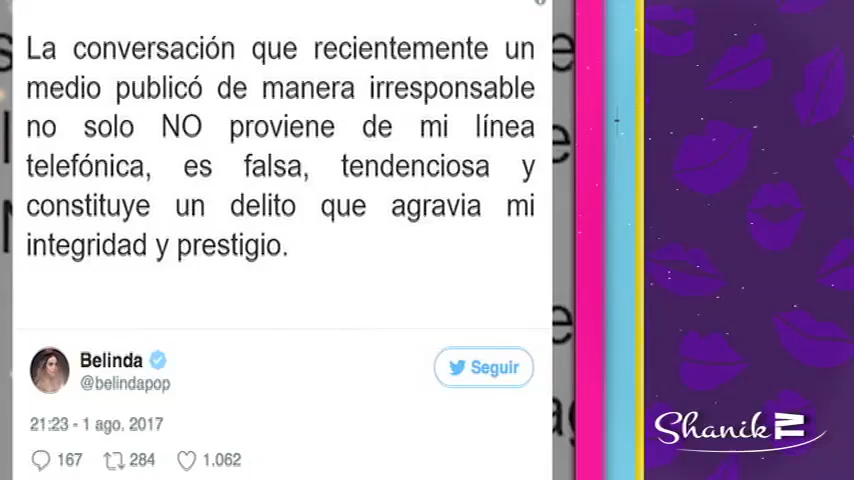 La conversación que recientemente un
medio publicó de manera irresponsable
no solo NO proviene de mi línea
telefónica, es falsa, tendenciosa y
constituye un delito que agravia mi
integridad y prestigio.
Belinda
@belindapop
Seguir
21:23 - 1 ago. 2017
167 284 1.062
Shanik TV